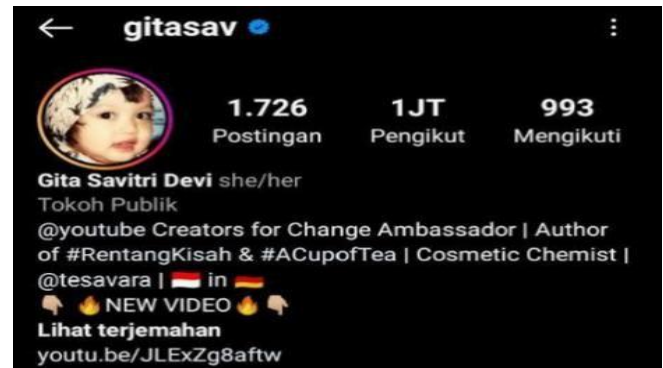 gitasav
1.726 1JT 993
Postingan Pengikut Mengikuti
Gita Savitri Devi she/her
Tokoh Publik
@youtube Creators for Change Ambassador | Author
of #RentangKisah & #ACupofTea | Cosmetic Chemist |
@tesavara | 🇮🇩 in 🇩🇪
👇🏼 🔥NEW VIDEO🔥 👇🏼
Lihat terjemahan
youtu.be/JLExZg8aftw